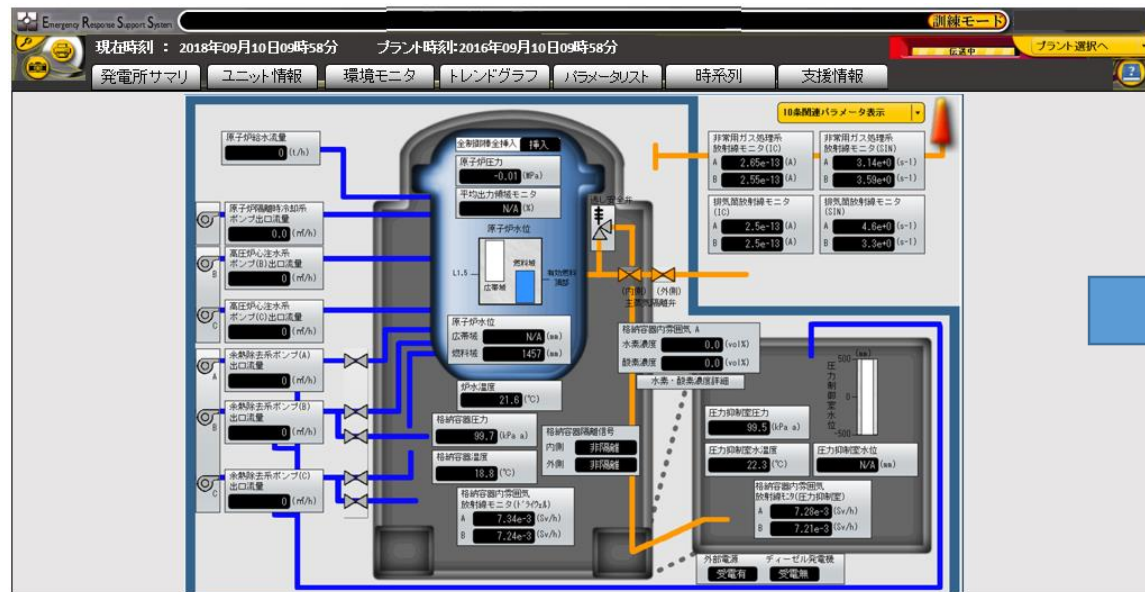 Emergency Response Support System
訓練モード
現在時刻 : 2018年09月10日09時58分 プラント時刻:2016年09月10日09時58分
伝送中
プラント選択へ
発電所サマリ ユニット情報 環境モニタ トレンドグラフ パラメータリスト 時系列 支援情報
10条関連パラメータ表示
原子炉給水流量
0 (t/h)
原子炉隔離時冷却系
ポンプ出口流量
0.0 (㎥/h)
高圧炉心注水系
ポンプ(B)出口流量
B 0 (㎥/h)
高圧炉心注水系
ポンプ(C)出口流量
C 0 (㎥/h)
余熱除去系ポンプ(A)
出口流量
A 0 (㎥/h)
余熱除去系ポンプ(B)
出口流量
B 0 (㎥/h)
余熱除去系ポンプ(C)
出口流量
C 0 (㎥/h)
全制御棒全挿入 挿入
原子炉圧力
-0.01 (MPa)
平均出力領域モニタ
N/A (%)
原子炉水位
L1.5
広帯域
燃料域
有効燃料
頂部
原子炉水位
広帯域 N/A (mm)
燃料域 1457 (mm)
炉水温度
21.6 (℃)
格納容器圧力
99.7 (kPa a)
格納容器温度
18.8 (℃)
格納容器隔離信号
内側 非隔離
外側 非隔離
格納容器内雰囲気
放射線モニタ(ドライウェル)
A 7.34e-3 (Sv/h)
B 7.24e-3 (Sv/h)
逃し安全弁
(内側) (外側)
主蒸気隔離弁
非常用ガス処理系
放射線モニタ(IC)
A 2.65e-13 (A)
B 2.55e-13 (A)
非常用ガス処理系
放射線モニタ(SIN)
A 3.14e+0 (s-1)
B 3.59e+0 (s-1)
排気筒放射線モニタ
(IC)
A 2.5e-13 (A)
B 2.5e-13 (A)
排気筒放射線モニタ
(SIN)
A 4.6e+0 (s-1)
B 3.3e+0 (s-1)
格納容器内雰囲気 A
水素濃度 0.0 (vol%)
酸素濃度 0.0 (vol%)
水素・酸素濃度詳細
500 (mm)
0
-500
圧力制御室水位
圧力抑制室圧力
99.5 (kPa a)
圧力抑制室水温度
22.3 (℃)
圧力抑制室水位
N/A (mm)
格納容器内雰囲気
放射線モニタ(圧力抑制室)
A 7.28e-3 (Sv/h)
B 7.21e-3 (Sv/h)
外部電源 ディーゼル発電機
受電有 受電無